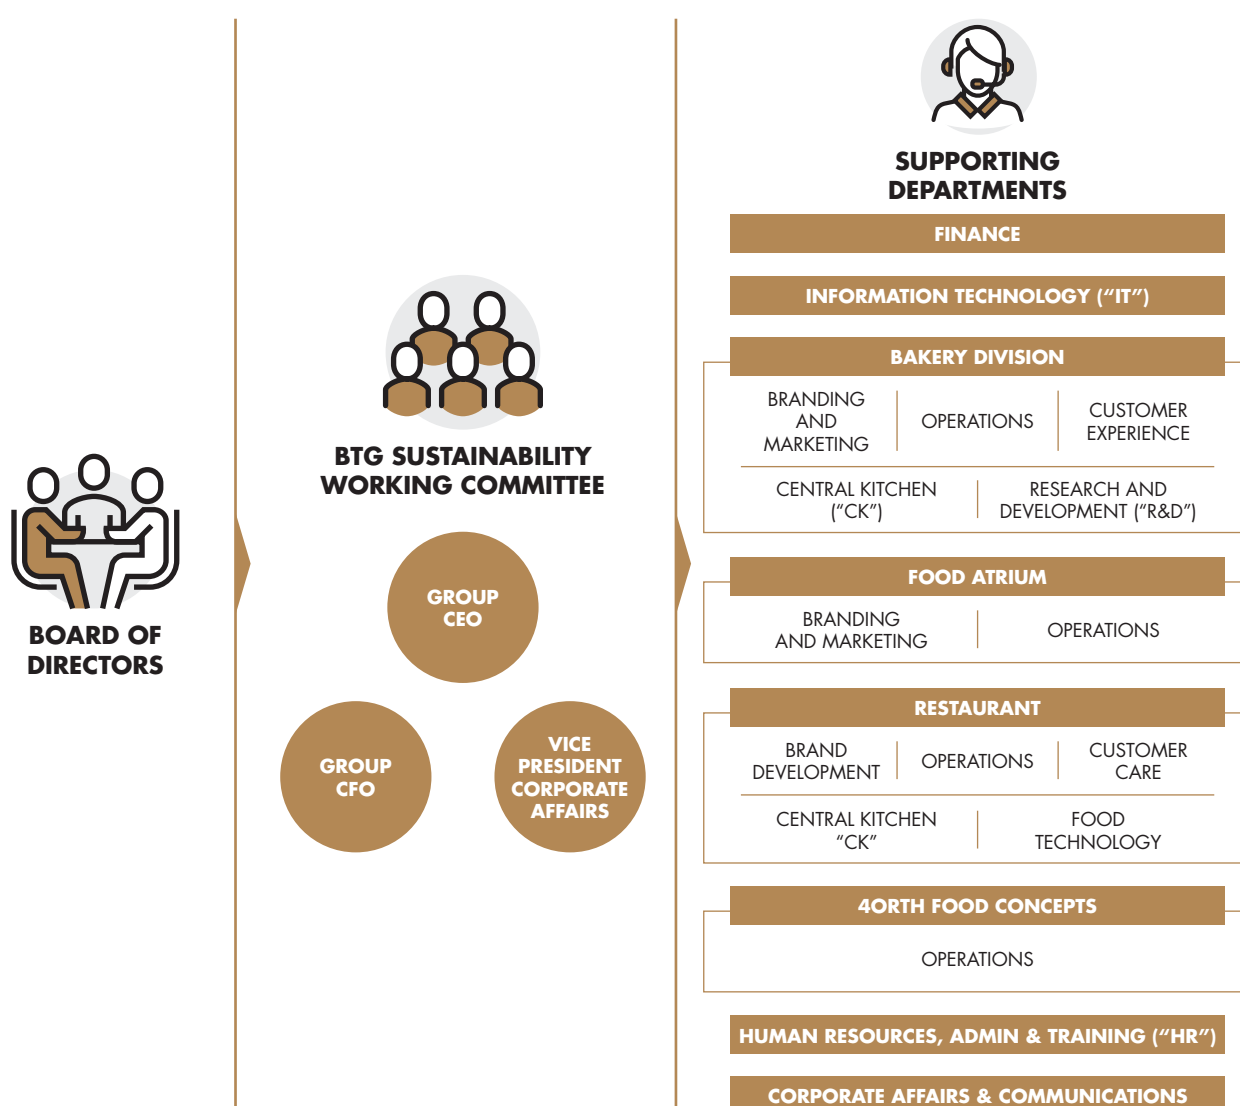 BOARD OF
DIRECTORS
BTG SUSTAINABILITY
WORKING COMMITTEE
GROUP
CEO
GROUP
CFO
VICE
PRESIDENT
CORPORATE
AFFAIRS
SUPPORTING
DEPARTMENTS
FINANCE
INFORMATION TECHNOLOGY (“IT”)
BAKERY DIVISION
BRANDING
AND
MARKETING
OPERATIONS
CUSTOMER
EXPERIENCE
CENTRAL KITCHEN
(“CK”)
RESEARCH AND
DEVELOPMENT (“R&D”)
FOOD ATRIUM
BRANDING
AND MARKETING
OPERATIONS
RESTAURANT
BRAND
DEVELOPMENT
OPERATIONS
CUSTOMER
CARE
CENTRAL KITCHEN
“CK”
FOOD
TECHNOLOGY
4ORTH FOOD CONCEPTS
OPERATIONS
HUMAN RESOURCES, ADMIN & TRAINING (“HR”)
CORPORATE AFFAIRS & COMMUNICATIONS